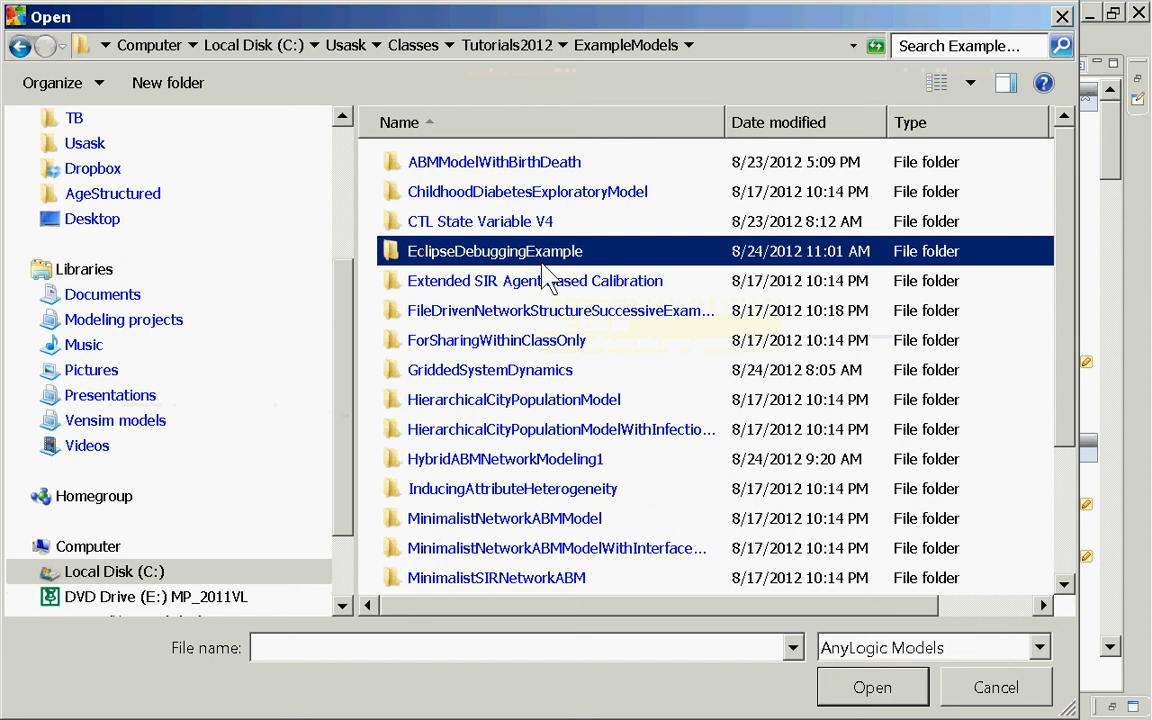 Open
Computer Local Disk (C:) Usask Classes Tutorials2012 ExampleModels Search Example...
Organize New folder
TB
Usask
Dropbox
AgeStructured
Desktop
Libraries
Documents
Modeling projects
Music
Pictures
Presentations
Vensim models
Videos
Homegroup
Computer
Local Disk (C:)
DVD Drive (E:) MP_2011VL
Name Date modified Type
ABMModelWithBirthDeath 8/23/2012 5:09 PM File folder
ChildhoodDiabetesExploratoryModel 8/17/2012 10:14 PM File folder
CTL State Variable V4 8/23/2012 8:12 AM File folder
EclipseDebuggingExample 8/24/2012 11:01 AM File folder
Extended SIR Agent Based Calibration 8/17/2012 10:14 PM File folder
FileDrivenNetworkStructureSuccessiveExam... 8/17/2012 10:18 PM File folder
ForSharingWithinClassOnly 8/17/2012 10:14 PM File folder
GriddedSystemDynamics 8/24/2012 8:05 AM File folder
HierarchicalCityPopulationModel 8/17/2012 10:14 PM File folder
HierarchicalCityPopulationModelWithInfectio... 8/17/2012 10:14 PM File folder
HybridABMNetworkModeling1 8/24/2012 9:20 AM File folder
InducingAttributeHeterogeneity 8/17/2012 10:14 PM File folder
MinimalistNetworkABMModel 8/17/2012 10:14 PM File folder
MinimalistNetworkABMModelWithInterface... 8/17/2012 10:14 PM File folder
MinimalistSIRNetworkABM 8/17/2012 10:14 PM File folder
File name: AnyLogic Models
Open Cancel